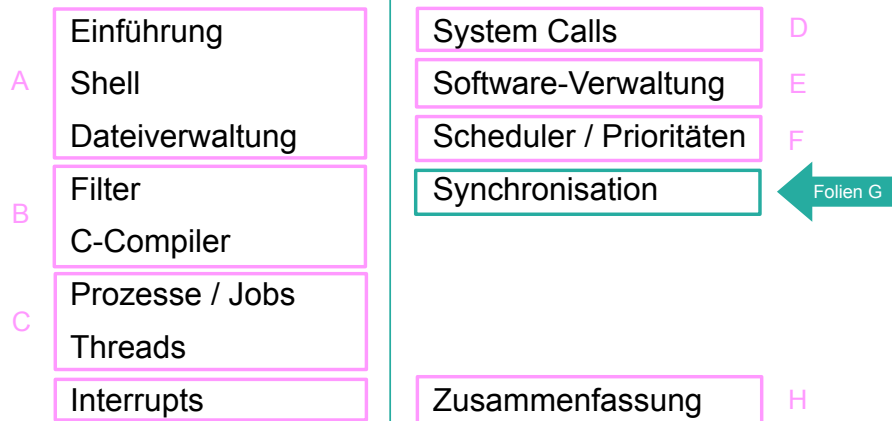 Einführung
A
Shell
Dateiverwaltung
Filter
B
C-Compiler
Prozesse / Jobs
C
Threads
Interrupts
System Calls
D
Software-Verwaltung
E
Scheduler / Prioritäten
F
Synchronisation
Folien G
Zusammenfassung
H